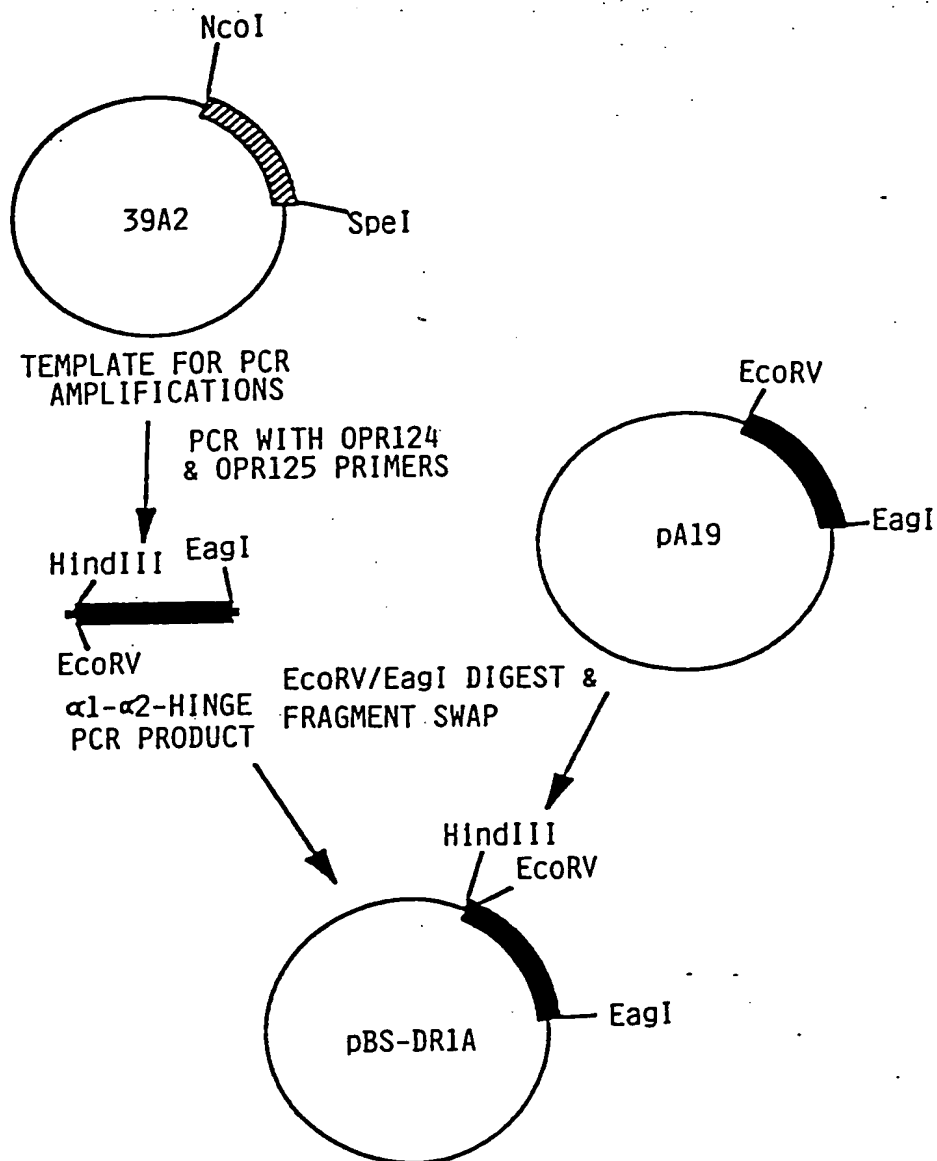 NcoI
39A2
SpeI
TEMPLATE FOR PCR
AMPLIFICATIONS
PCR WITH OPR124
& OPR125 PRIMERS
HindIII
EagI
EcoRV
α1-α2-HINGE
PCR PRODUCT
EcoRV
pA19
EagI
EcoRV/EagI DIGEST &
FRAGMENT SWAP
HindIII
EcoRV
EagI
pBS-DR1A